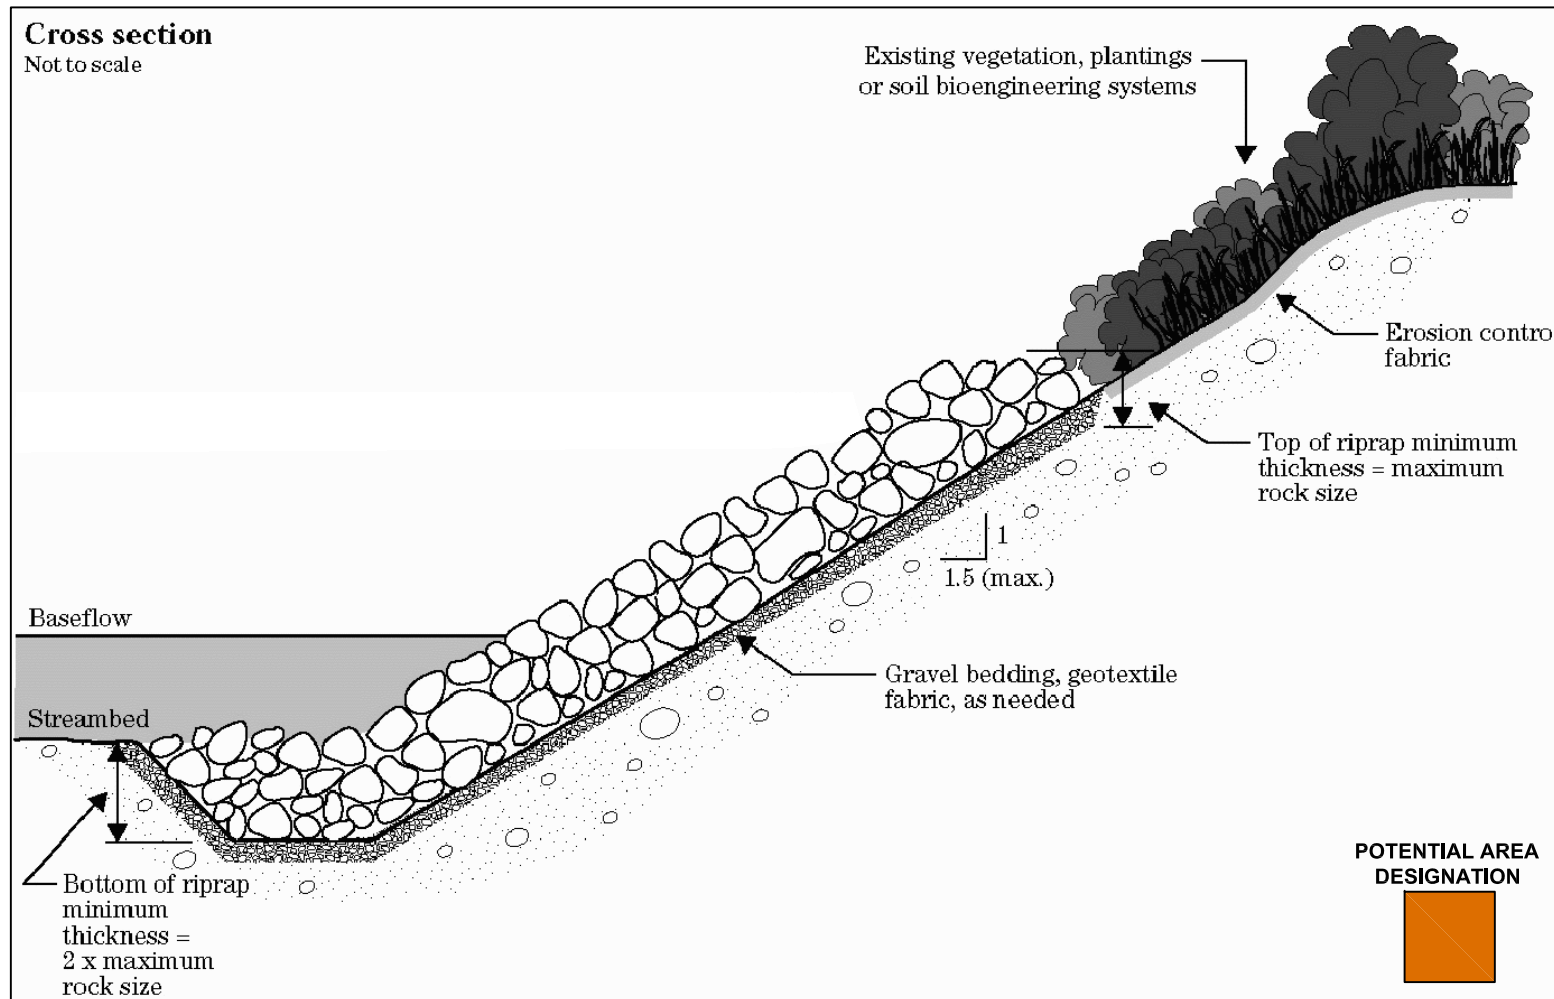 Cross section
Not to scale
Existing vegetation, plantings
or soil bioengineering systems
Erosion contro
fabric
Top of riprap minimum
thickness = maximum
rock size
1
1.5 (max.)
Baseflow
Gravel bedding, geotextile
fabric, as needed
Streambed
Bottom of riprap
minimum
thickness =
2 x maximum
rock size
POTENTIAL AREA
DESIGNATION